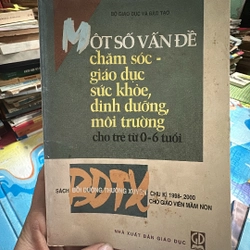 BỘ GIÁO DỤC VÀ ĐÀO TẠO
MỘT SỐ VẤN ĐỀ
chăm sóc -
giáo dục
sức khỏe,
dinh dưỡng,
môi trường
cho trẻ từ 0-6 tuổi
BDTX
SÁCH BỒI DƯỠNG THƯỜNG XUYÊN CHU KÌ 1998-2000
CHO GIÁO VIÊN MẦM NON
NHÀ XUẤT BẢN GIÁO DỤC